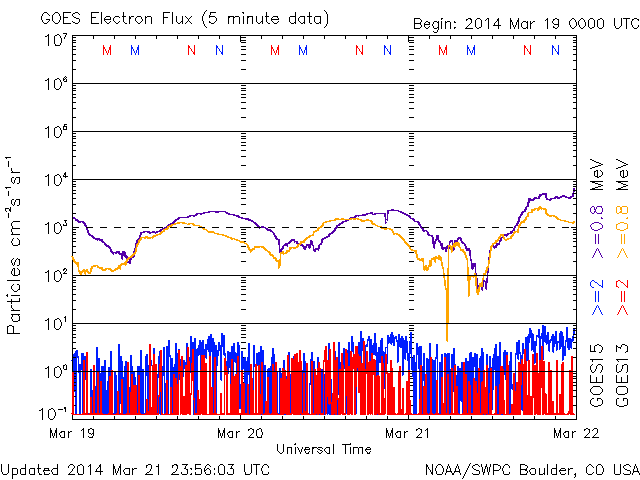 GOES Electron Flux (5 minute data)
Begin: 2014 Mar 19 0000 UTC
M M N N M M N N M M N N
10⁷
10⁶
10⁵
10⁴
10³
10²
10¹
10⁰
10⁻¹
Particles cm⁻²s⁻¹sr⁻¹
GOES15 >=2 >=0.8 MeV
GOES13 >=2 >=0.8 MeV
Mar 19 Mar 20 Mar 21 Mar 22
Universal Time
Updated 2014 Mar 21 23:56:03 UTC
NOAA/SWPC Boulder, CO USA